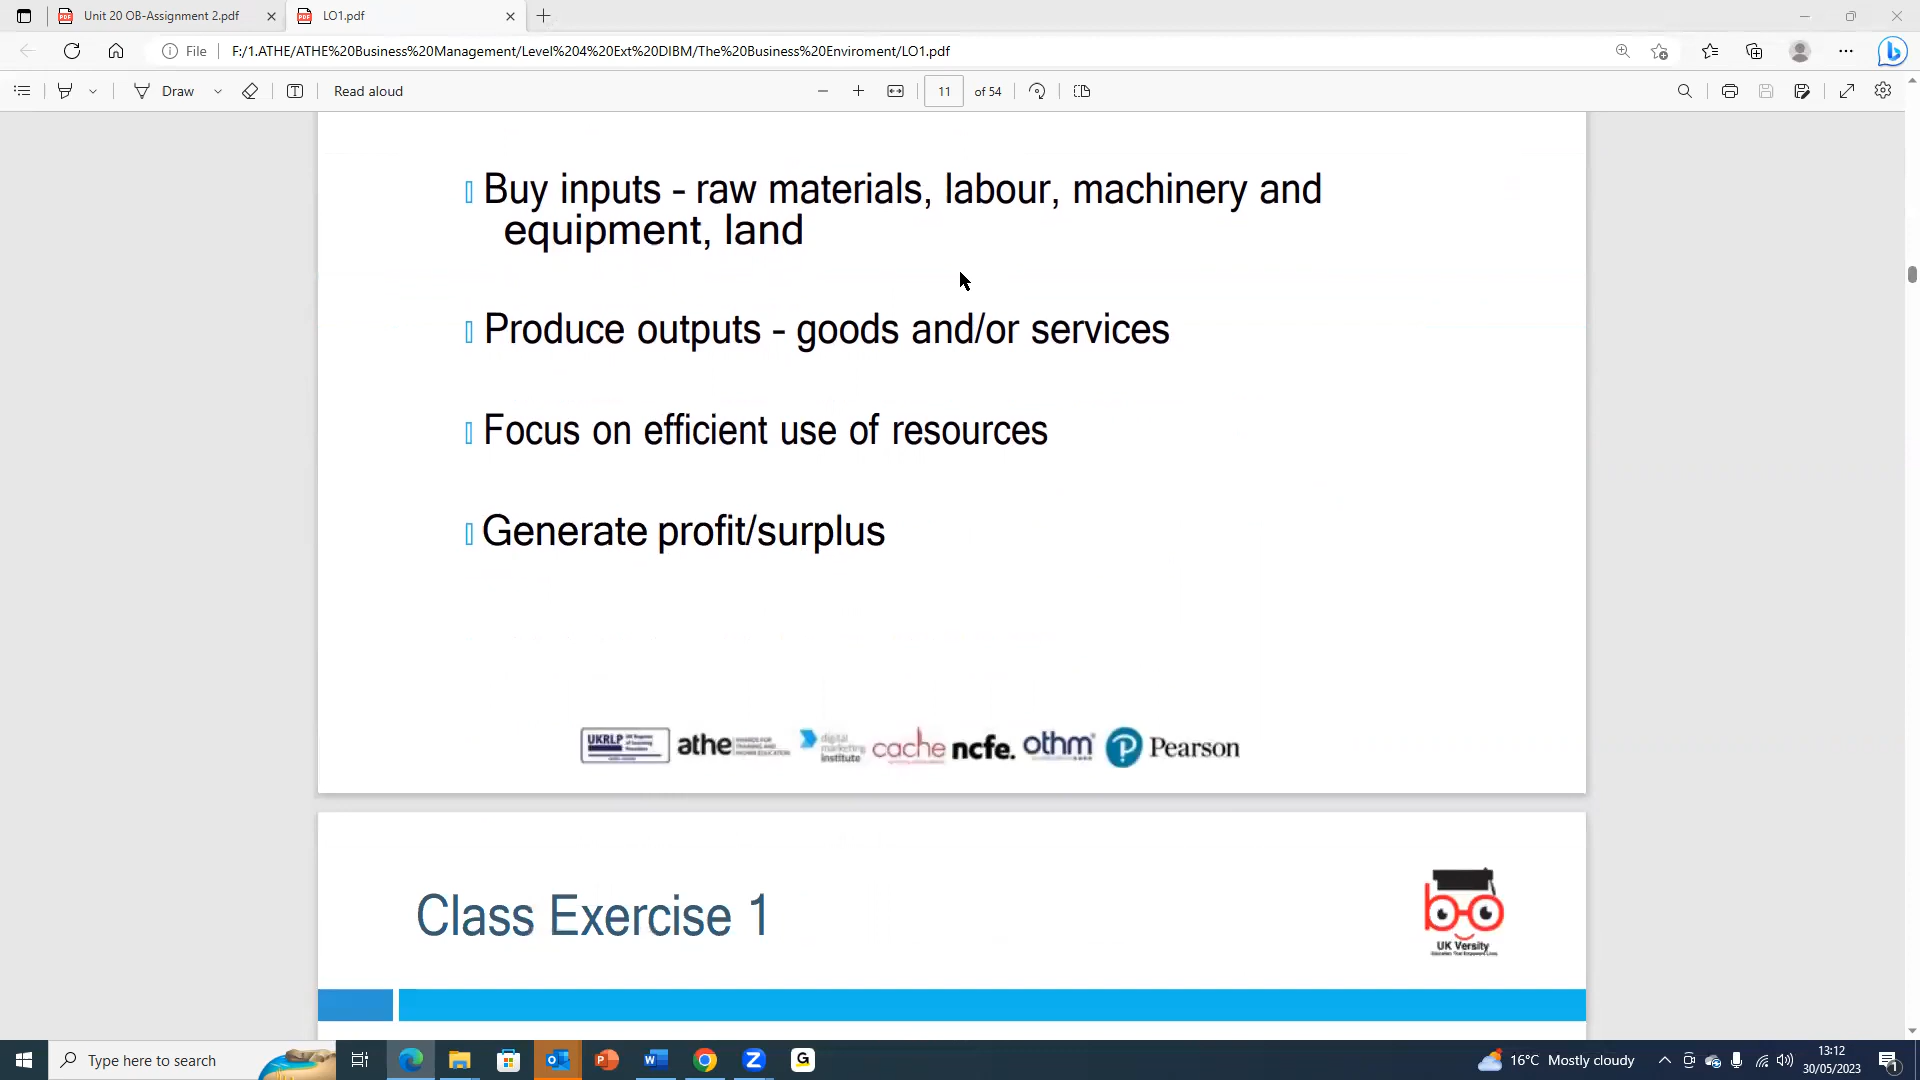 Unit 20 OB-Assignment 2.pdf
LO1.pdf
File
F:/1.ATHE/ATHE%20Business%20Management/Level%204%20Ext%20DIBM/The%20Business%20Enviroment/LO1.pdf
Draw
Read aloud
11 of 54
Buy inputs - raw materials, labour, machinery and
equipment, land
Produce outputs - goods and/or services
Focus on efficient use of resources
Generate profit/surplus
UKRLP
athe
digital
marketing
institute
cache
ncfe.
othm
Pearson
Class Exercise 1
UK Versity
Type here to search
16°C Mostly cloudy
13:12
30/05/2023